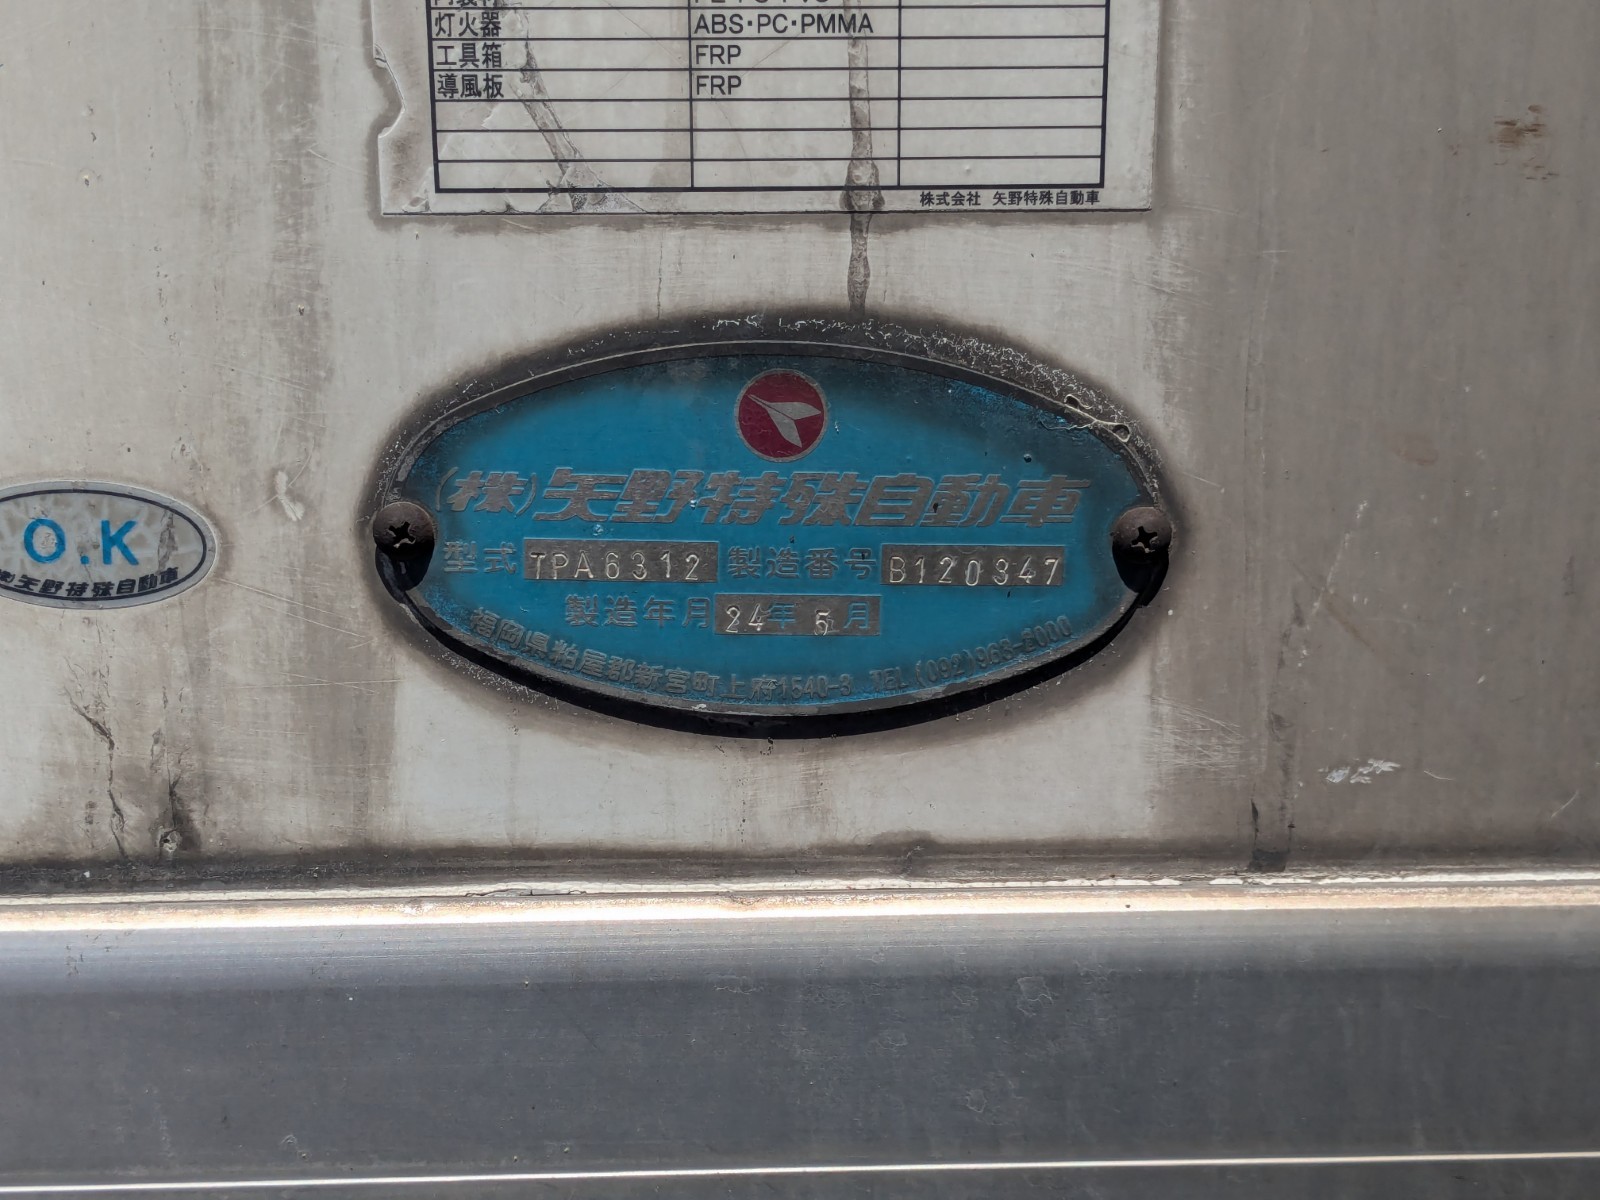 灯火器 ABS・PC・PMMA
工具箱 FRP
導風板 FRP
株式会社 矢野特殊自動車
(株)矢野特殊自動車
型式 TPA6312 製造番号 B120347
製造年月 24年 5月
福岡県粕屋郡新宮町上府1540-3 TEL (092)963-2000
O.K
矢野特殊自動車